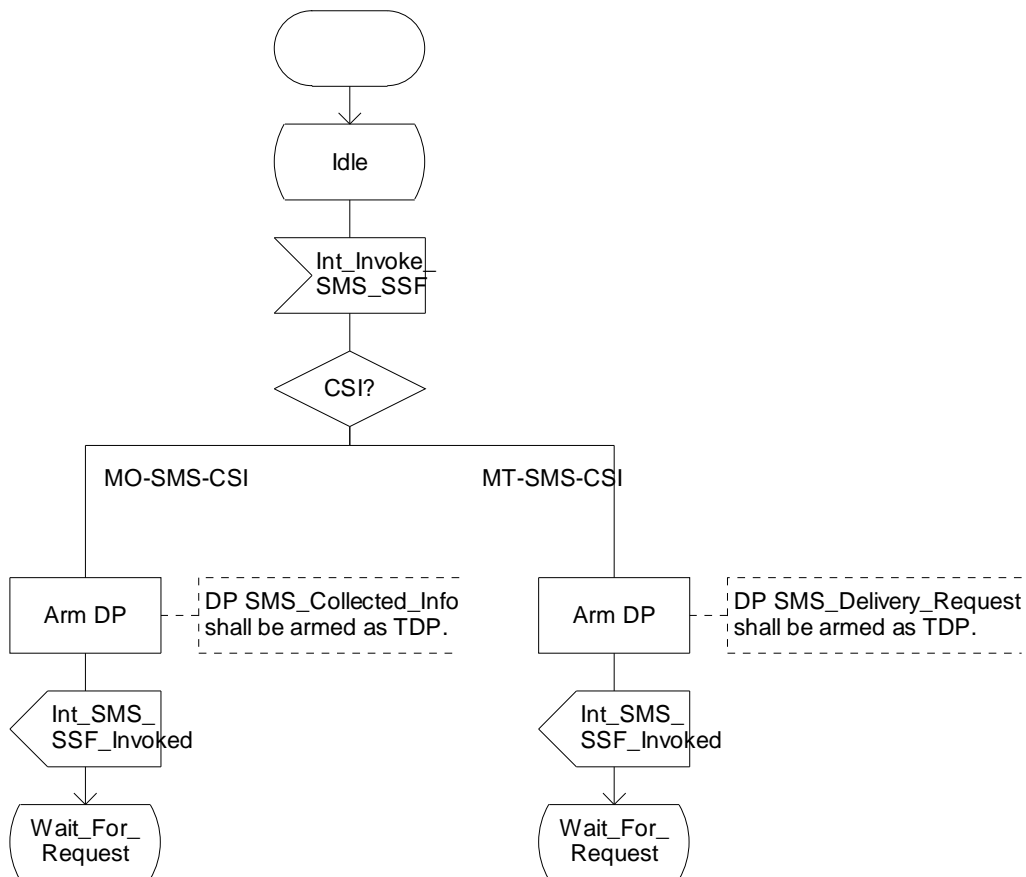 Idle
Int_Invoke_
SMS_SSF
CSI?
MO-SMS-CSI
MT-SMS-CSI
Arm DP
DP SMS_Collected_Info
shall be armed as TDP.
Arm DP
DP SMS_Delivery_Request
shall be armed as TDP.
Int_SMS_
SSF_Invoked
Int_SMS_
SSF_Invoked
Wait_For_
Request
Wait_For_
Request